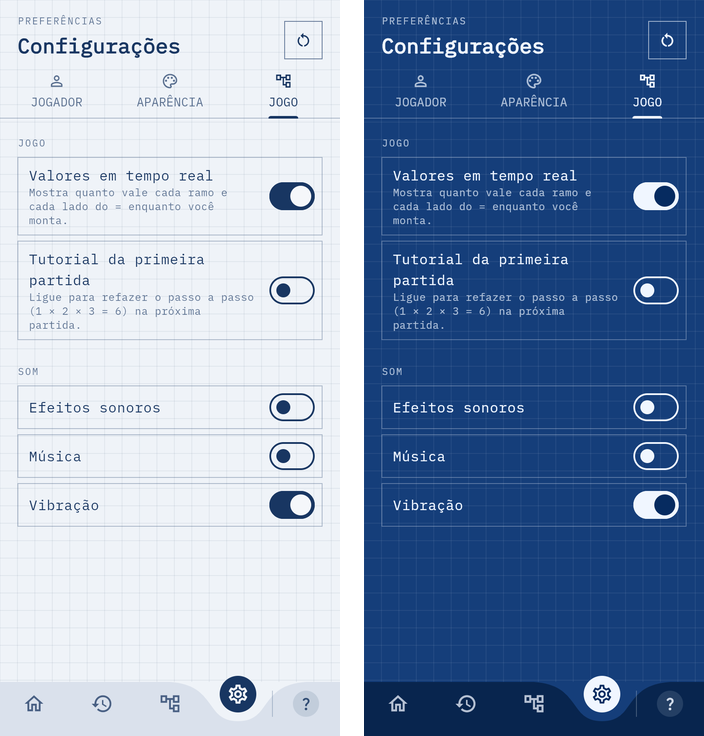 PREFERÊNCIAS
Configurações
JOGADOR
APARÊNCIA
JOGO
JOGO
Valores em tempo real
Mostra quanto vale cada ramo e
cada lado do = enquanto você
monta.
Tutorial da primeira
partida
Ligue para refazer o passo a passo
(1 × 2 × 3 = 6) na próxima
partida.
SOM
Efeitos sonoros
Música
Vibração
?
PREFERÊNCIAS
Configurações
JOGADOR
APARÊNCIA
JOGO
JOGO
Valores em tempo real
Mostra quanto vale cada ramo e
cada lado do = enquanto você
monta.
Tutorial da primeira
partida
Ligue para refazer o passo a passo
(1 × 2 × 3 = 6) na próxima
partida.
SOM
Efeitos sonoros
Música
Vibração
?